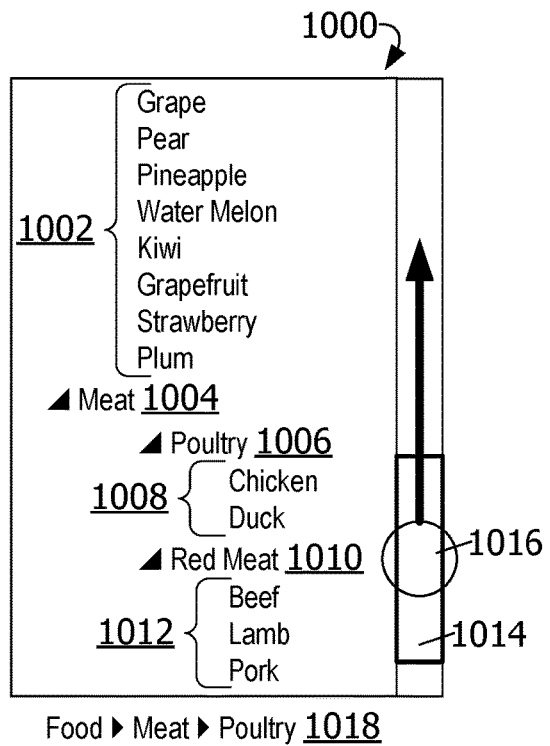 1000
Grape
Pear
Pineapple
Water Melon
1002
Kiwi
Grapefruit
Strawberry
Plum
Meat 1004
Poultry 1006
Chicken
1008
Duck
1016
Red Meat 1010
Beef
1012
Lamb
1014
Pork
Food ▶ Meat ▶ Poultry 1018